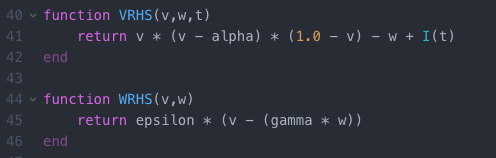 40 function VRHS(v,w,t)
41     return v * (v − alpha) * (1.0 − v) − w + I(t)
42 end
43
44 function WRHS(v,w)
45     return epsilon * (v − (gamma * w))
46 end